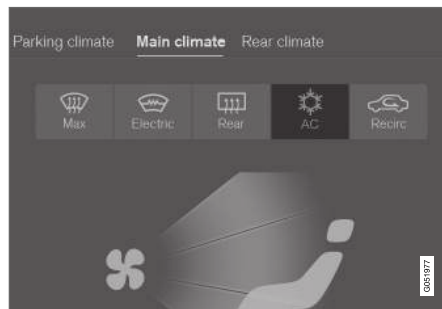 Parking climate Main climate Rear climate
Max Electric Rear AC Recirc
G051977